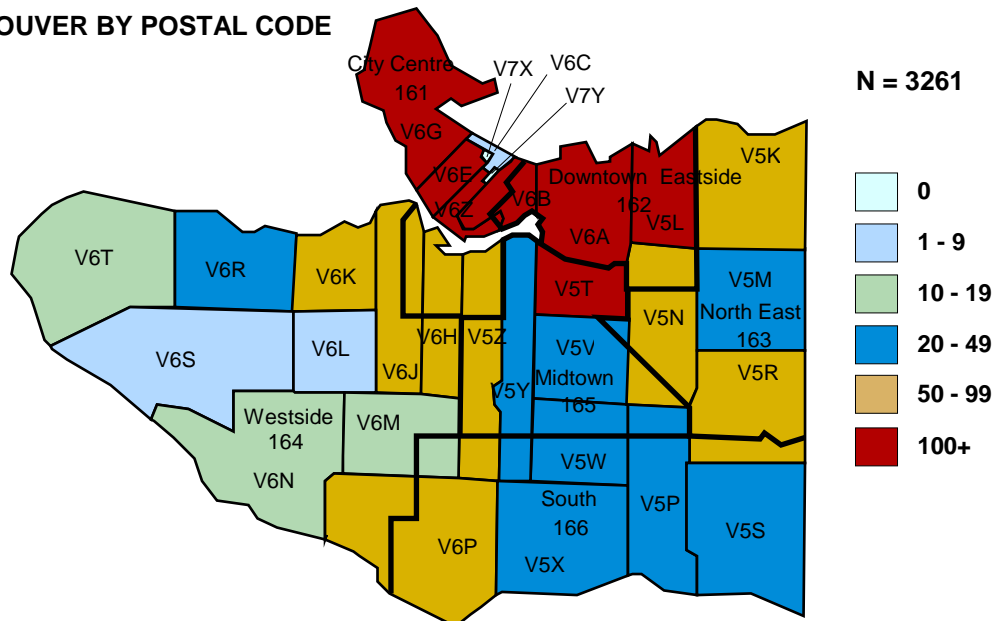 OUVER BY POSTAL CODE
City Centre
161
V7X
V6C
V7Y
N = 3261
V6G
V6E
V6Z
V6B
Downtown Eastside
162
V5L
V6A
V5K
0
1 - 9
10 - 19
20 - 49
50 - 99
100+
V6T
V6R
V6K
V5T
V5M
North East
163
V6S
V6L
V6J
V6H
V5Z
V5Y
V5V
Midtown
165
V5N
V5R
Westside
164
V6M
V6N
V5W
South
166
V5P
V5S
V6P
V5X